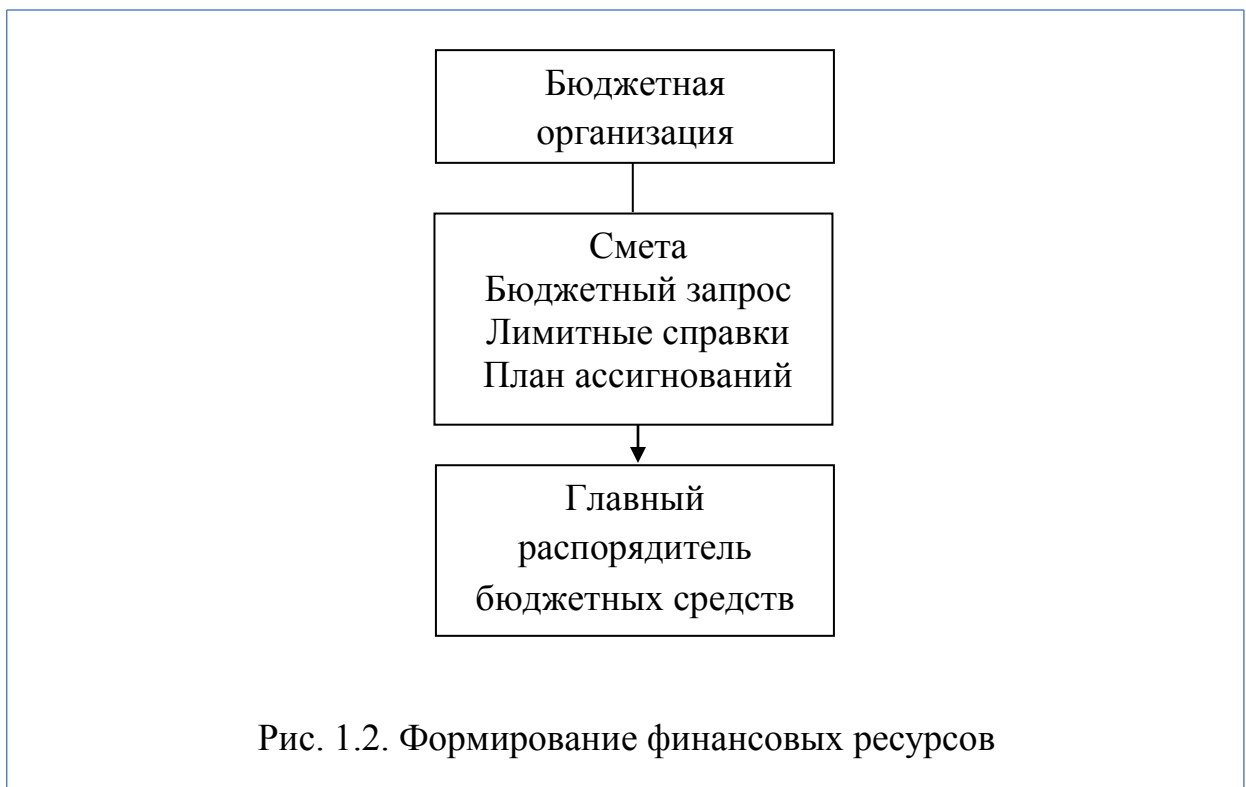 Бюджетная
организация
Смета
Бюджетный запрос
Лимитные справки
План ассигнований
Главный
распорядитель
бюджетных средств
Рис. 1.2. Формирование финансовых ресурсов